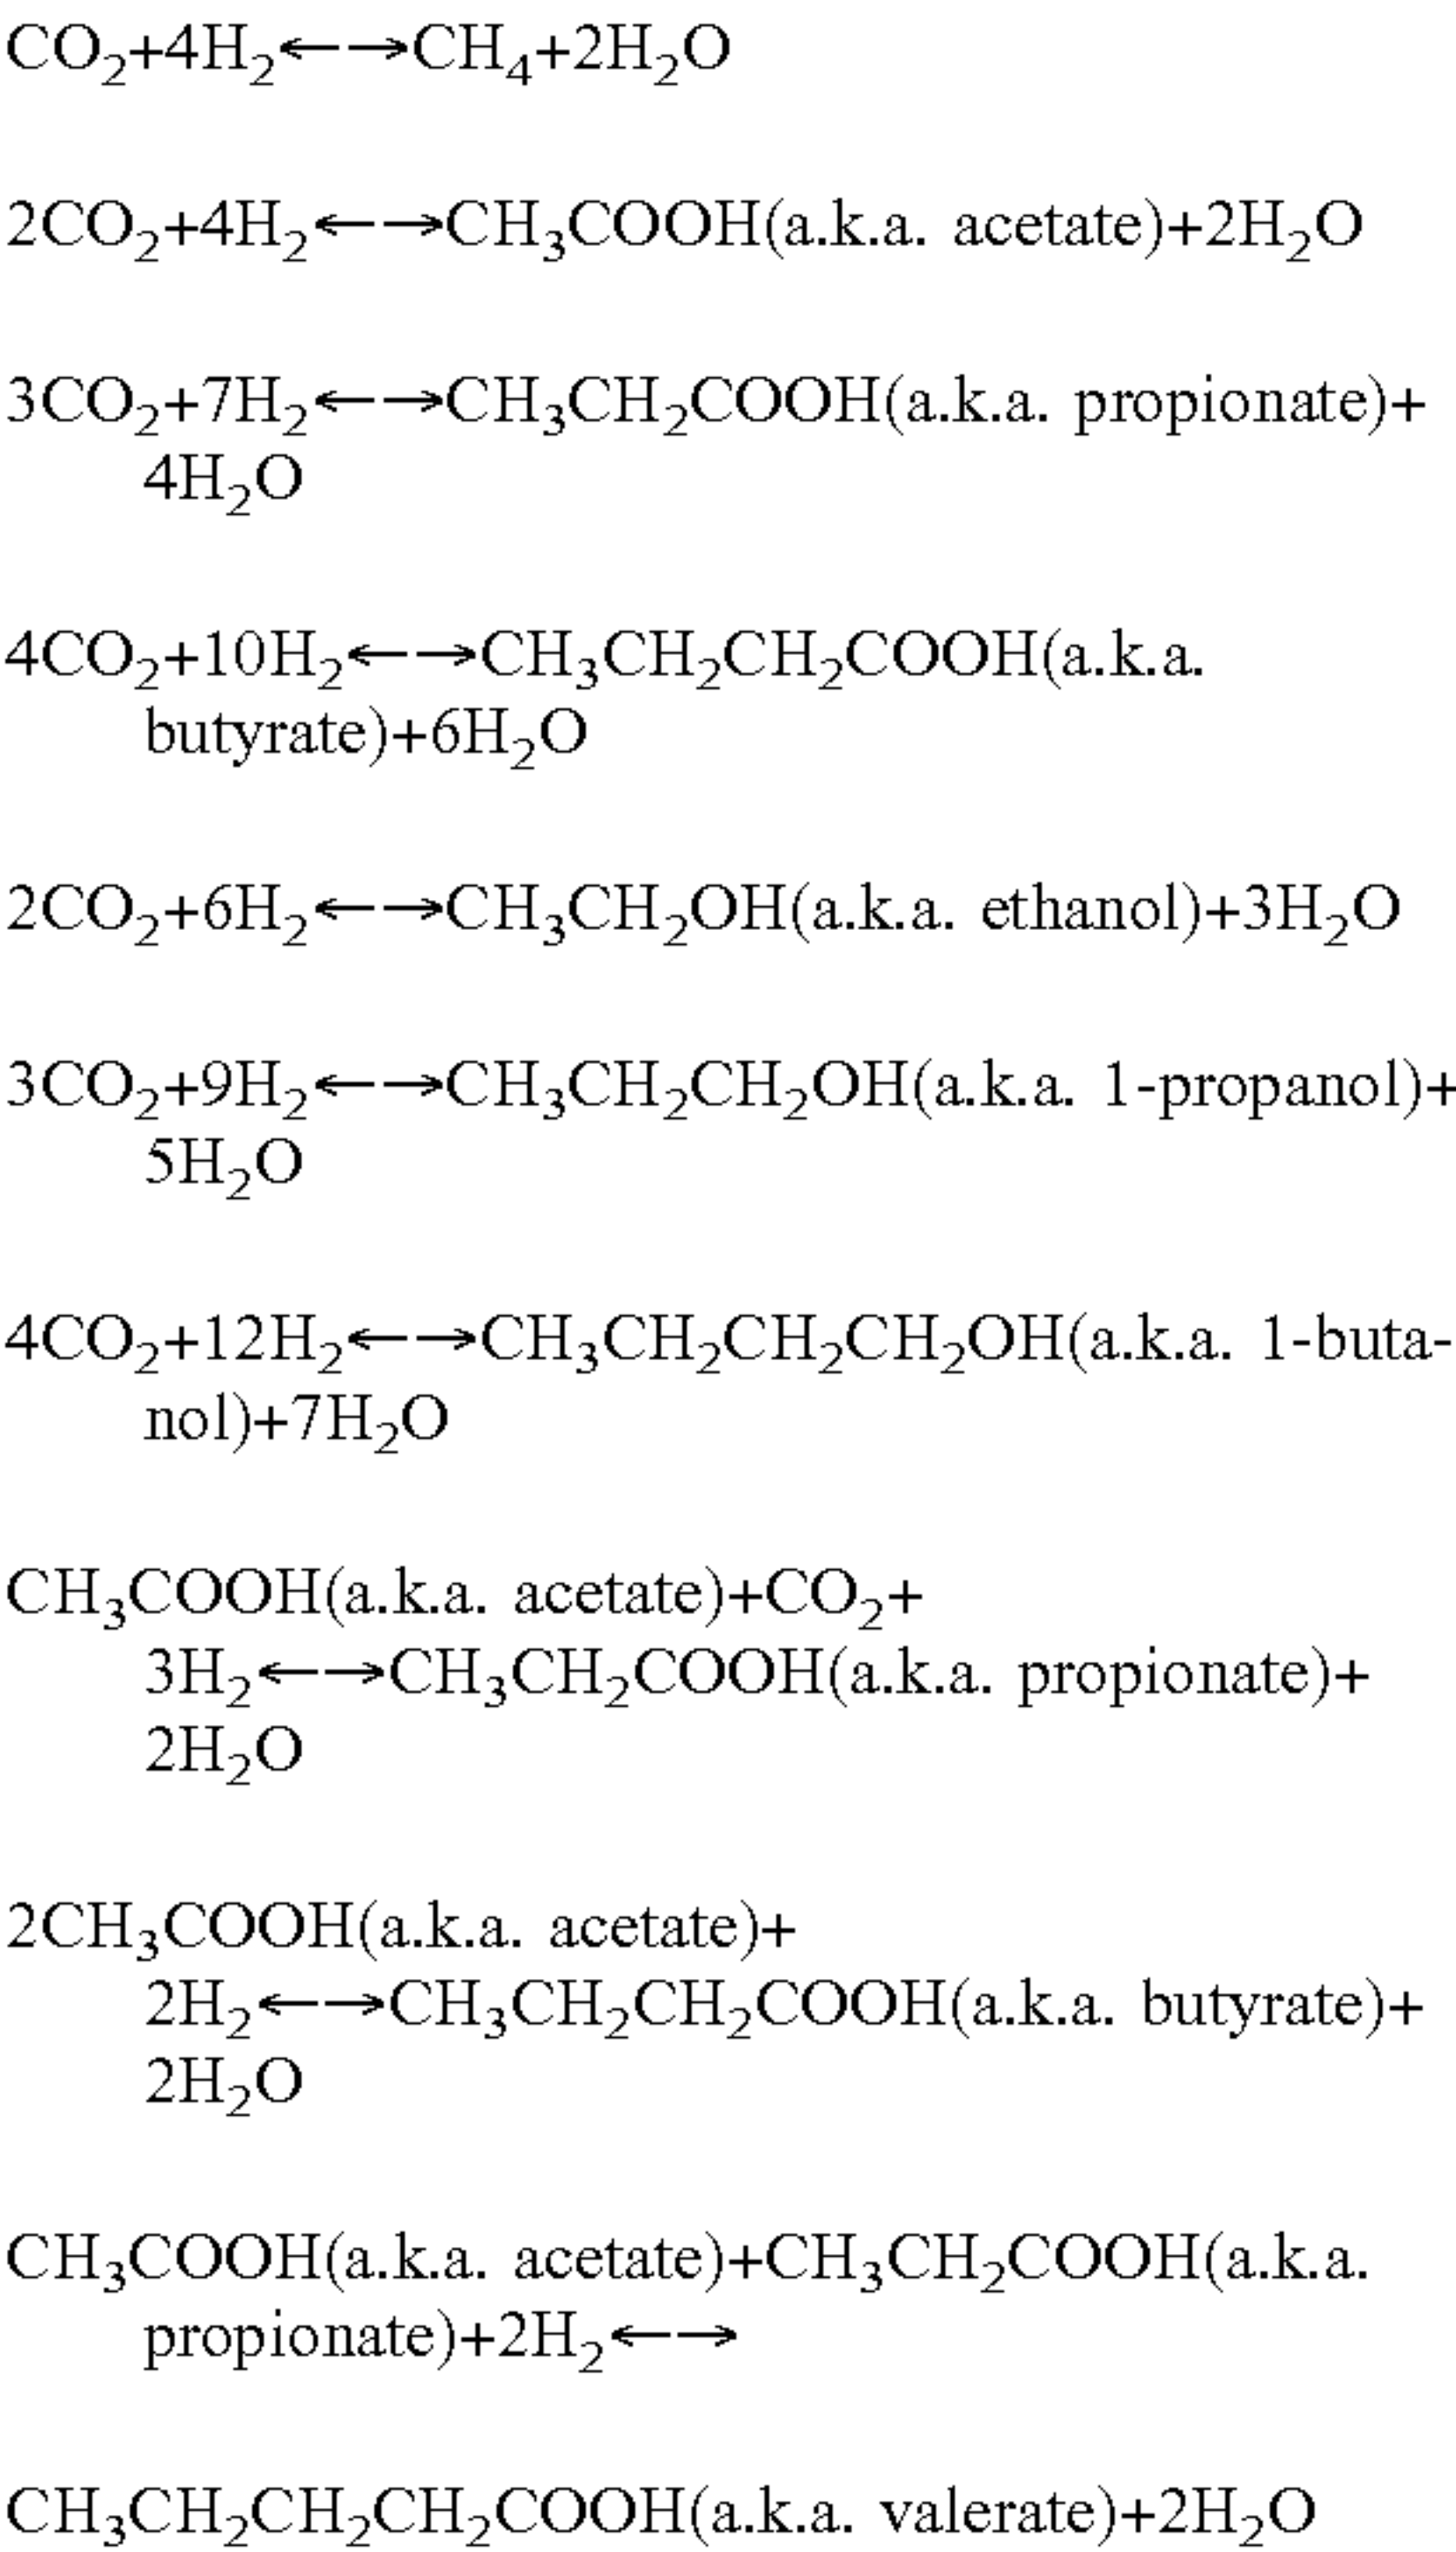 CO₂+4H₂←→CH₄+2H₂O
2CO₂+4H₂←→CH₃COOH(a.k.a. acetate)+2H₂O
3CO₂+7H₂←→CH₃CH₂COOH(a.k.a. propionate)+
4H₂O
4CO₂+10H₂←→CH₃CH₂CH₂COOH(a.k.a.
butyrate)+6H₂O
2CO₂+6H₂←→CH₃CH₂OH(a.k.a. ethanol)+3H₂O
3CO₂+9H₂←→CH₃CH₂CH₂OH(a.k.a. 1-propanol)+
5H₂O
4CO₂+12H₂←→CH₃CH₂CH₂CH₂OH(a.k.a. 1-buta-
nol)+7H₂O
CH₃COOH(a.k.a. acetate)+CO₂+
3H₂←→CH₃CH₂COOH(a.k.a. propionate)+
2H₂O
2CH₃COOH(a.k.a. acetate)+
2H₂←→CH₃CH₂CH₂COOH(a.k.a. butyrate)+
2H₂O
CH₃COOH(a.k.a. acetate)+CH₃CH₂COOH(a.k.a.
propionate)+2H₂←→
CH₃CH₂CH₂CH₂COOH(a.k.a. valerate)+2H₂O